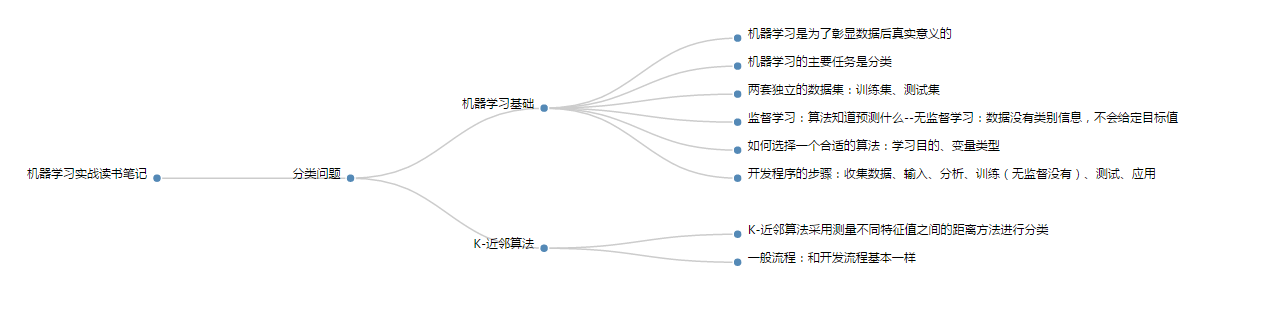 机器学习是为了彰显数据后真实意义的
机器学习的主要任务是分类
两套独立的数据集：训练集、测试集
机器学习基础
监督学习：算法知道预测什么--无监督学习：数据没有类别信息，不会给定目标值
如何选择一个合适的算法：学习目的、变量类型
机器学习实战读书笔记
分类问题
开发程序的步骤：收集数据、输入、分析、训练（无监督没有）、测试、应用
K-近邻算法采用测量不同特征值之间的距离方法进行分类
K-近邻算法
一般流程：和开发流程基本一样